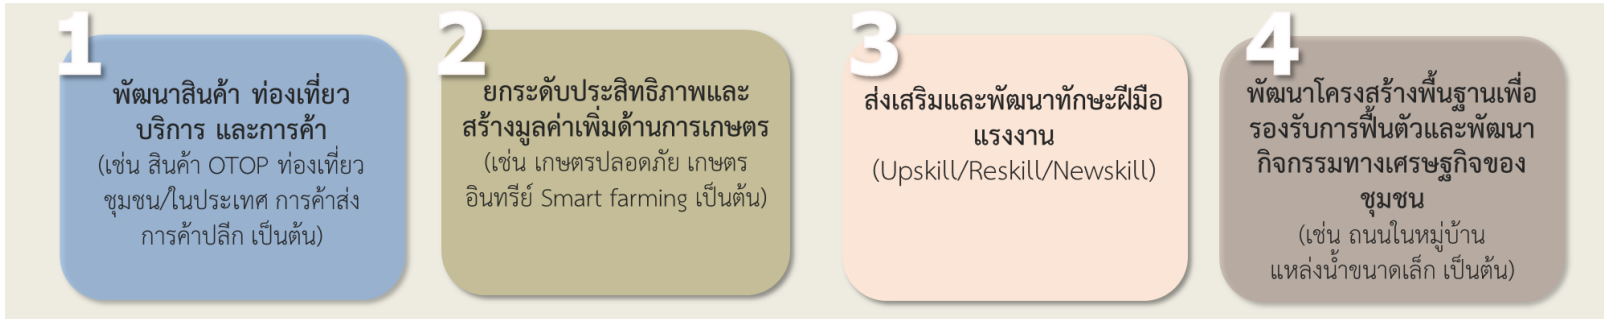 1
พัฒนาสินค้า ท่องเที่ยว
บริการ และการค้า
(เช่น สินค้า OTOP ท่องเที่ยว
ชุมชน/ในประเทศ การค้าส่ง
การค้าปลีก เป็นต้น)
2
ยกระดับประสิทธิภาพและ
สร้างมูลค่าเพิ่มด้านการเกษตร
(เช่น เกษตรปลอดภัย เกษตร
อินทรีย์ Smart farming เป็นต้น)
3
ส่งเสริมและพัฒนาทักษะฝีมือ
แรงงาน
(Upskill/Reskill/Newskill)
4
พัฒนาโครงสร้างพื้นฐานเพื่อ
รองรับการฟื้นตัวและพัฒนา
กิจกรรมทางเศรษฐกิจของ
ชุมชน
(เช่น ถนนในหมู่บ้าน
แหล่งน้ำขนาดเล็ก เป็นต้น)